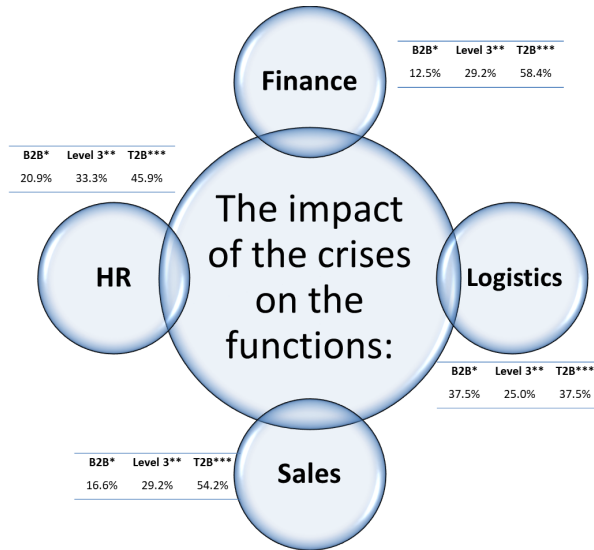 Finance
B2B* Level 3** T2B***
12.5% 29.2% 58.4%
B2B* Level 3** T2B***
20.9% 33.3% 45.9%
HR
The impact
of the crises
on the
functions:
Logistics
B2B* Level 3** T2B***
37.5% 25.0% 37.5%
B2B* Level 3** T2B***
16.6% 29.2% 54.2%
Sales